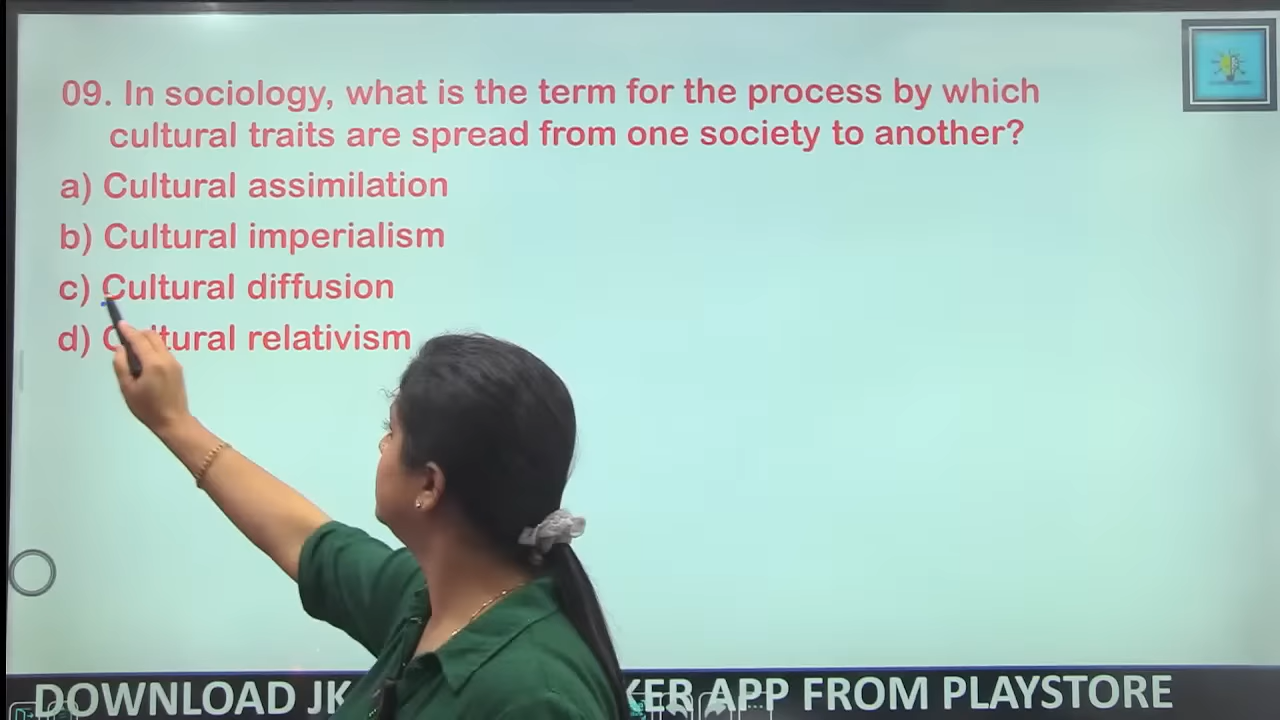 09. In sociology, what is the term for the process by which
cultural traits are spread from one society to another?
a) Cultural assimilation
b) Cultural imperialism
c) Cultural diffusion
d) Cultural relativism
DOWNLOAD JK KER APP FROM PLAYSTORE